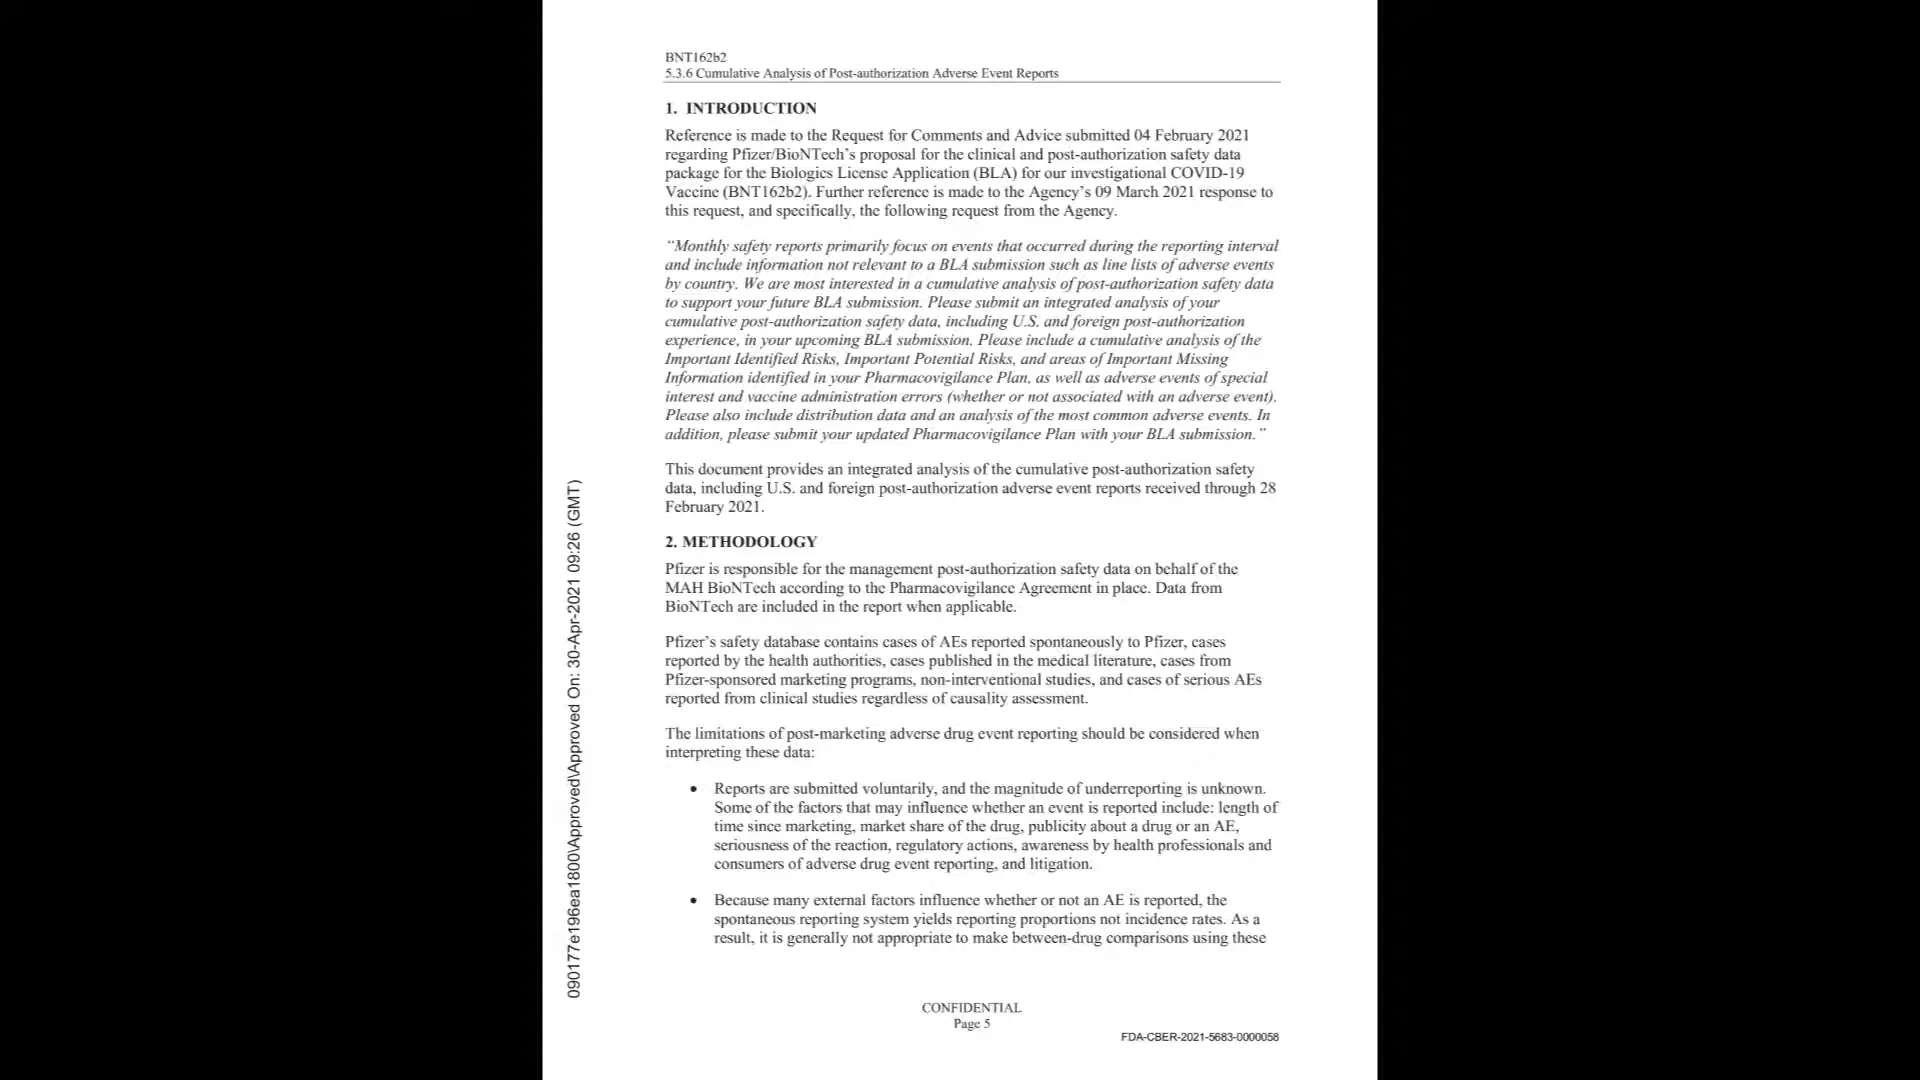 BNT162b2
5.3.6 Cumulative Analysis of Post-authorization Adverse Event Reports
1. INTRODUCTION
Reference is made to the Request for Comments and Advice submitted 04 February 2021
regarding Pfizer/BioNTech's proposal for the clinical and post-authorization safety data
package for the Biologics License Application (BLA) for our investigational COVID-19
Vaccine (BNT162b2). Further reference is made to the Agency's 09 March 2021 response to
this request, and specifically, the following request from the Agency.
“Monthly safety reports primarily focus on events that occurred during the reporting interval
and include information not relevant to a BLA submission such as line lists of adverse events
by country. We are most interested in a cumulative analysis of post-authorization safety data
to support your future BLA submission. Please submit an integrated analysis of your
cumulative post-authorization safety data, including U.S. and foreign post-authorization
experience, in your upcoming BLA submission. Please include a cumulative analysis of the
Important Identified Risks, Important Potential Risks, and areas of Important Missing
Information identified in your Pharmacovigilance Plan, as well as adverse events of special
interest and vaccine administration errors (whether or not associated with an adverse event).
Please also include distribution data and an analysis of the most common adverse events. In
addition, please submit your updated Pharmacovigilance Plan with your BLA submission.”
This document provides an integrated analysis of the cumulative post-authorization safety
data, including U.S. and foreign post-authorization adverse event reports received through 28
February 2021.
2. METHODOLOGY
Pfizer is responsible for the management post-authorization safety data on behalf of the
MAH BioNTech according to the Pharmacovigilance Agreement in place. Data from
BioNTech are included in the report when applicable.
Pfizer's safety database contains cases of AEs reported spontaneously to Pfizer, cases
reported by the health authorities, cases published in the medical literature, cases from
Pfizer-sponsored marketing programs, non-interventional studies, and cases of serious AEs
reported from clinical studies regardless of causality assessment.
The limitations of post-marketing adverse drug event reporting should be considered when
interpreting these data:
• Reports are submitted voluntarily, and the magnitude of underreporting is unknown.
Some of the factors that may influence whether an event is reported include: length of
time since marketing, market share of the drug, publicity about a drug or an AE,
seriousness of the reaction, regulatory actions, awareness by health professionals and
consumers of adverse drug event reporting, and litigation.
• Because many external factors influence whether or not an AE is reported, the
spontaneous reporting system yields reporting proportions not incidence rates. As a
result, it is generally not appropriate to make between-drug comparisons using these
CONFIDENTIAL
Page 5
FDA-CBER-2021-5683-0000058
090177e196ea1800\Approved\Approved On: 30-Apr-2021 09:26 (GMT)